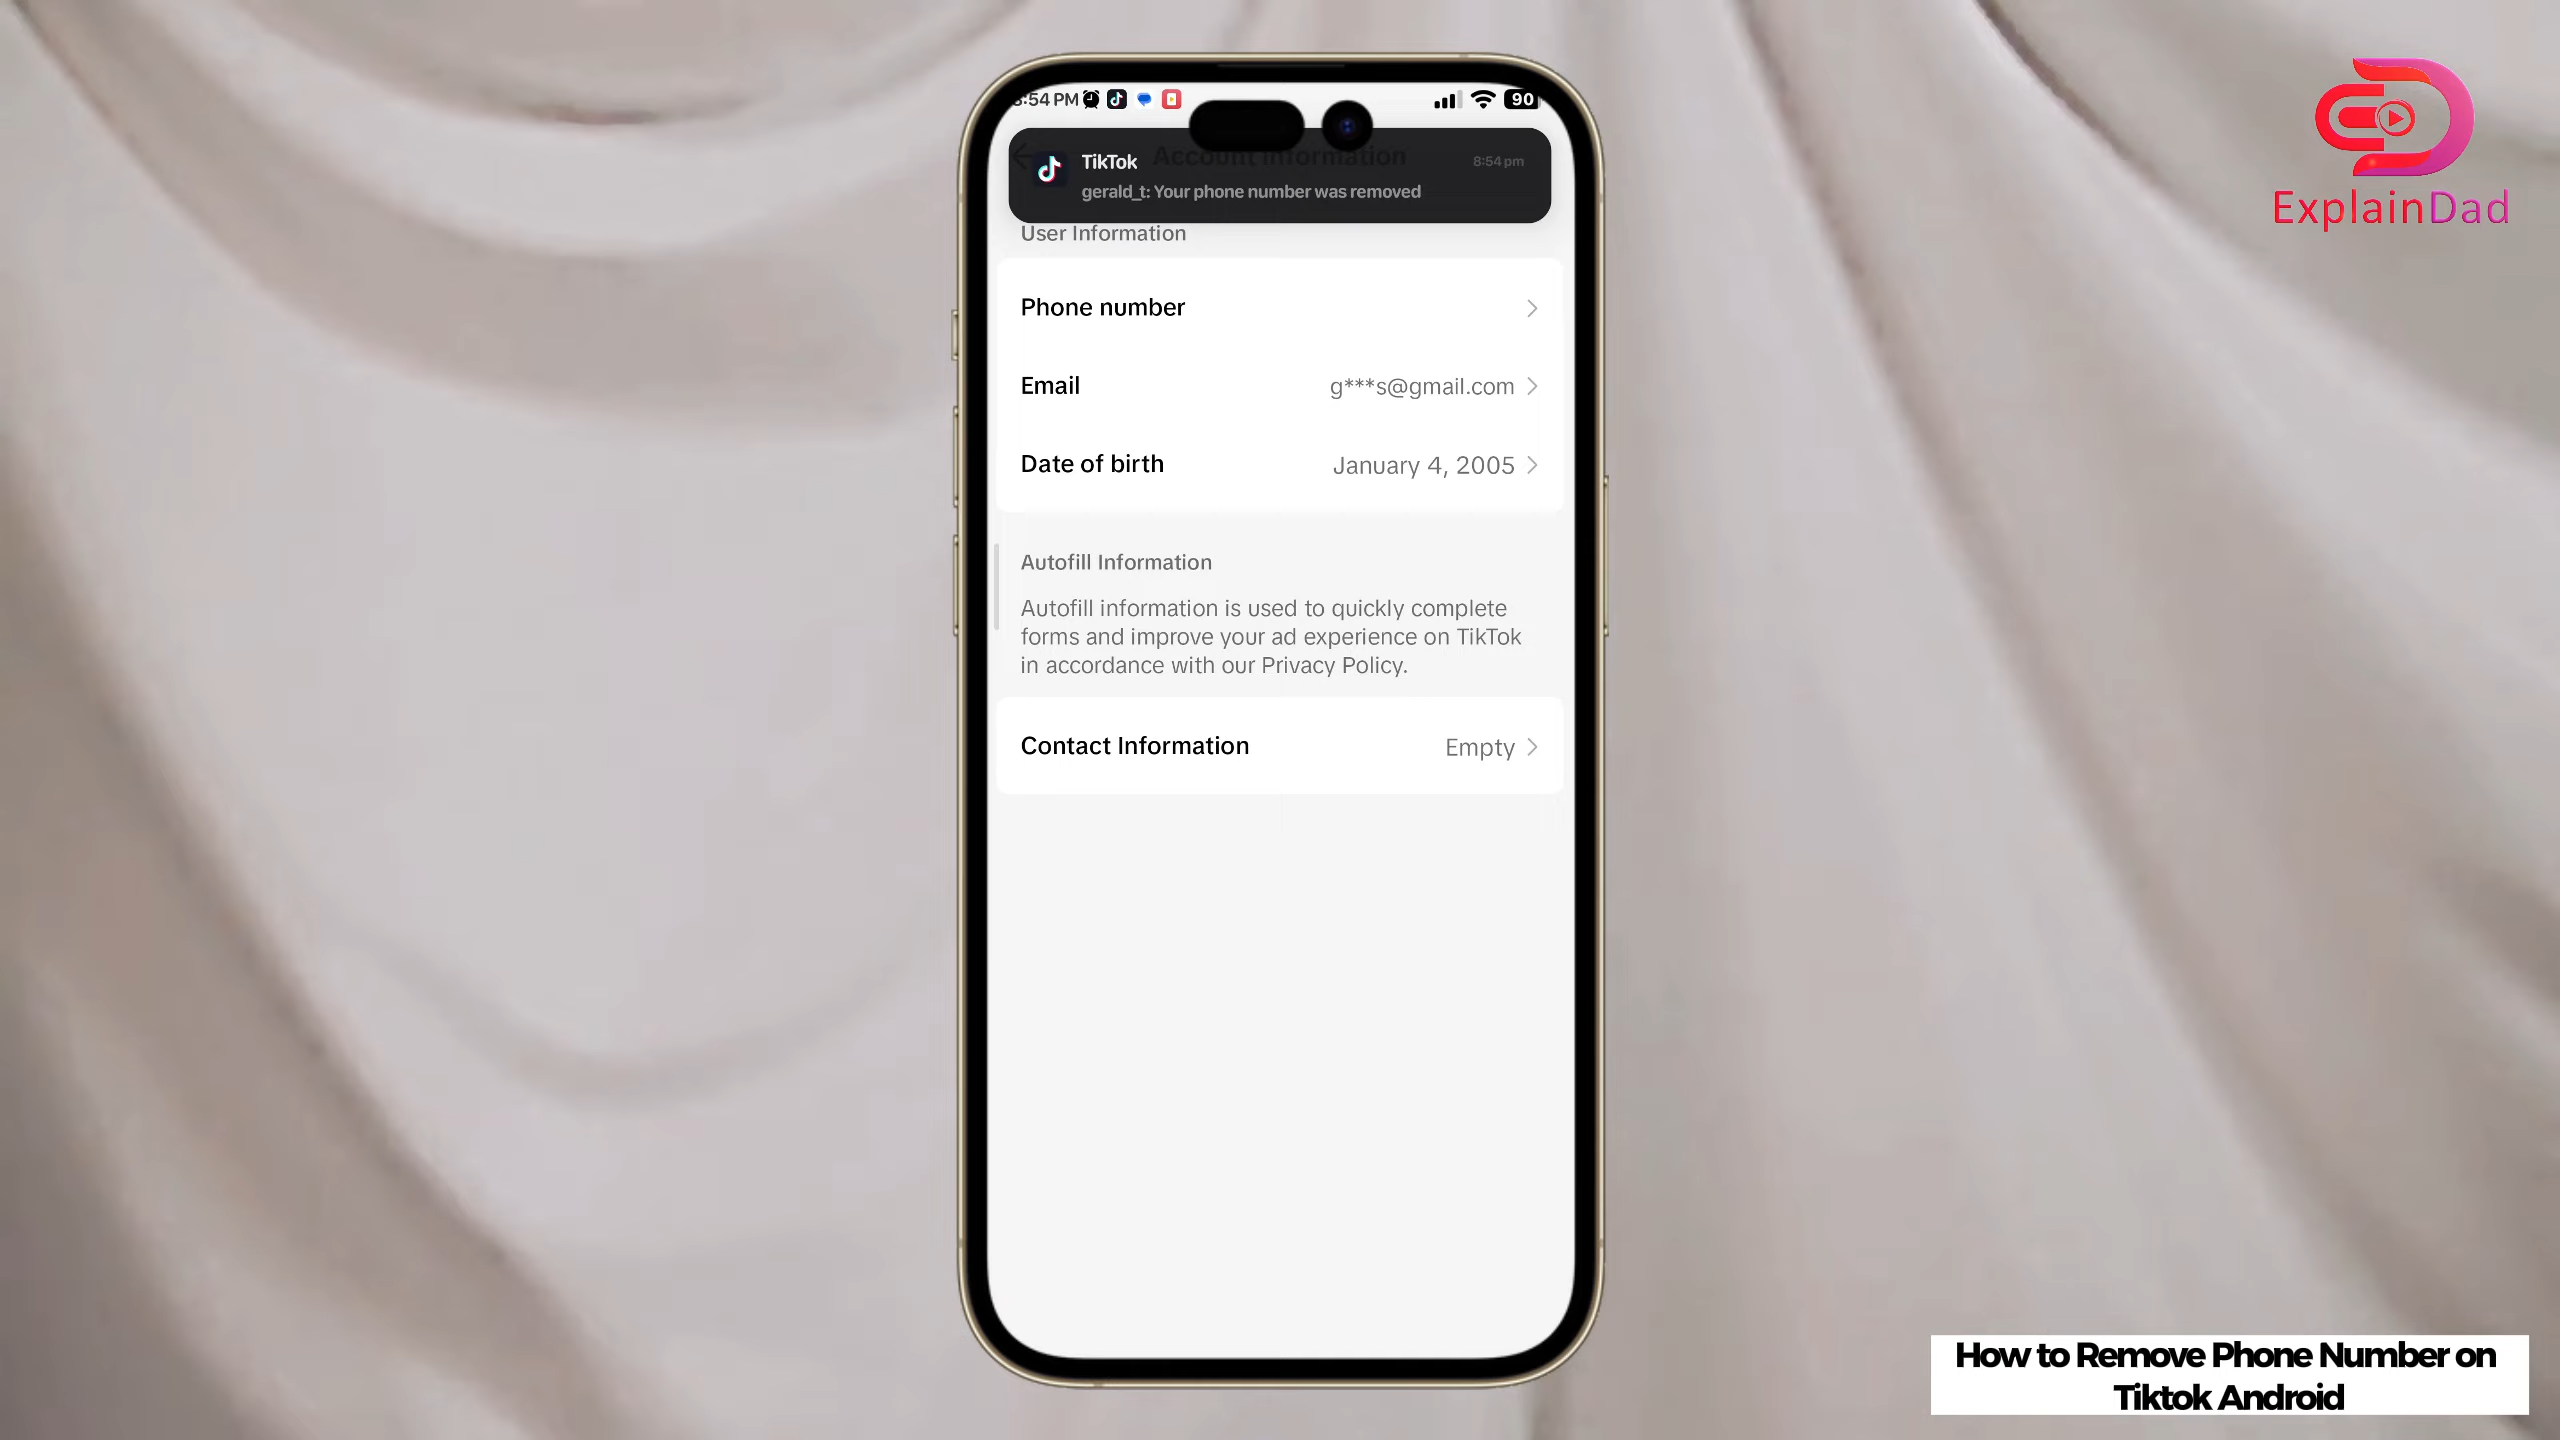 ExplainDad
:54 PM
90
Account Information
TikTok
8:54 pm
gerald_t: Your phone number was removed
User Information
Phone number
Email
g***s@gmail.com
Date of birth
January 4, 2005
Autofill Information
Autofill information is used to quickly complete
forms and improve your ad experience on TikTok
in accordance with our Privacy Policy.
Contact Information
Empty
How to Remove Phone Number on
Tiktok Android